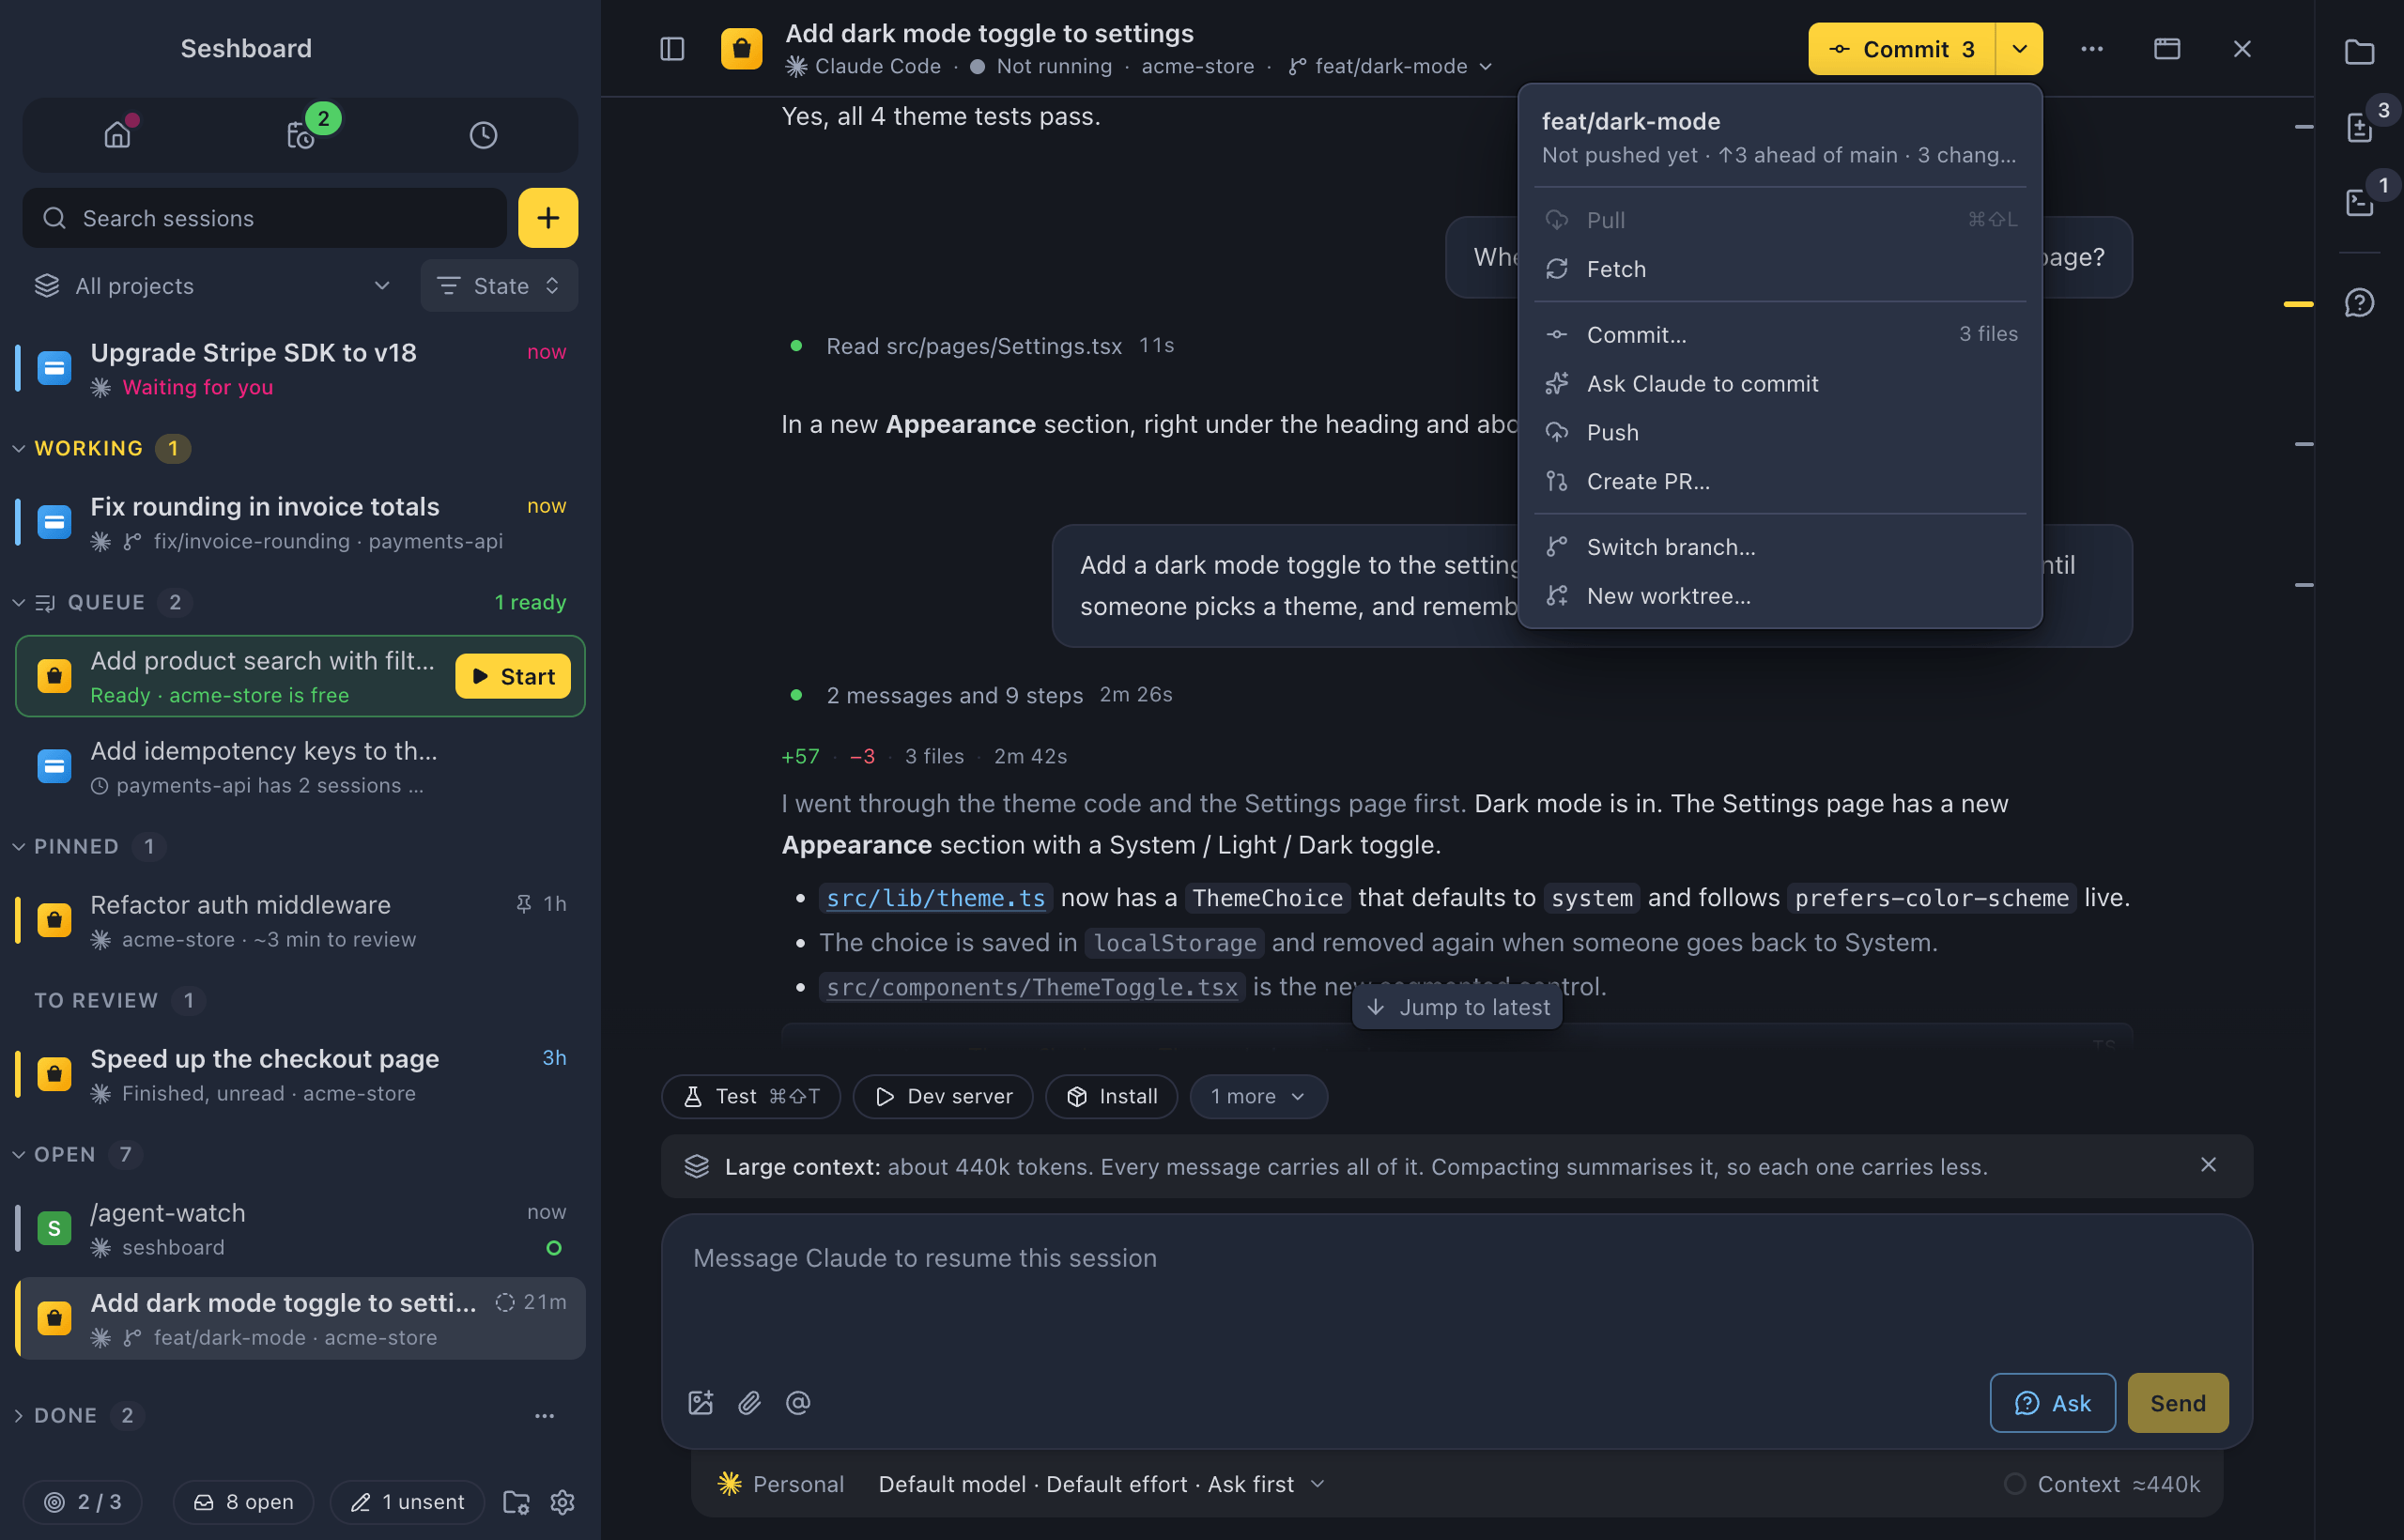 Seshboard
2
Search sessions
All projects
State
Upgrade Stripe SDK to v18
now
Waiting for you
WORKING 1
Fix rounding in invoice totals
now
fix/invoice-rounding · payments-api
QUEUE 2
1 ready
Add product search with filt...
Ready · acme-store is free
Start
Add idempotency keys to th...
payments-api has 2 sessions ...
PINNED 1
Refactor auth middleware
1h
acme-store · ~3 min to review
TO REVIEW 1
Speed up the checkout page
3h
Finished, unread · acme-store
OPEN 7
S
/agent-watch
now
seshboard
Add dark mode toggle to setti...
21m
feat/dark-mode · acme-store
DONE 2
2 / 3
8 open
1 unsent
Add dark mode toggle to settings
Claude Code · Not running · acme-store · feat/dark-mode
Commit 3
Yes, all 4 theme tests pass.
page?
Read src/pages/Settings.tsx 11s
In a new Appearance section, right under the heading and
Add a dark mode toggle to the
someone picks a theme, and
2 messages and 9 steps 2m 26s
+57 · −3 · 3 files · 2m 42s
I went through the theme code and the Settings page first. Dark mode is in. The Settings page has a new
Appearance section with a System / Light / Dark toggle.
• src/lib/theme.ts now has a ThemeChoice that defaults to system and follows prefers-color-scheme live.
• The choice is saved in localStorage and removed again when someone goes back to System.
• src/components/ThemeToggle.tsx is the new segmented control.
Jump to latest
feat/dark-mode
Not pushed yet · ↑3 ahead of main · 3 chang...
Pull ⌘⇧L
Fetch
Commit... 3 files
Ask Claude to commit
Push
Create PR...
Switch branch...
New worktree...
Test ⌘⇧T
Dev server
Install
1 more
Large context: about 440k tokens. Every message carries all of it. Compacting summarises it, so each one carries less.
Message Claude to resume this session
Ask
Send
Personal
Default model · Default effort · Ask first
Context ≈440k
3
1